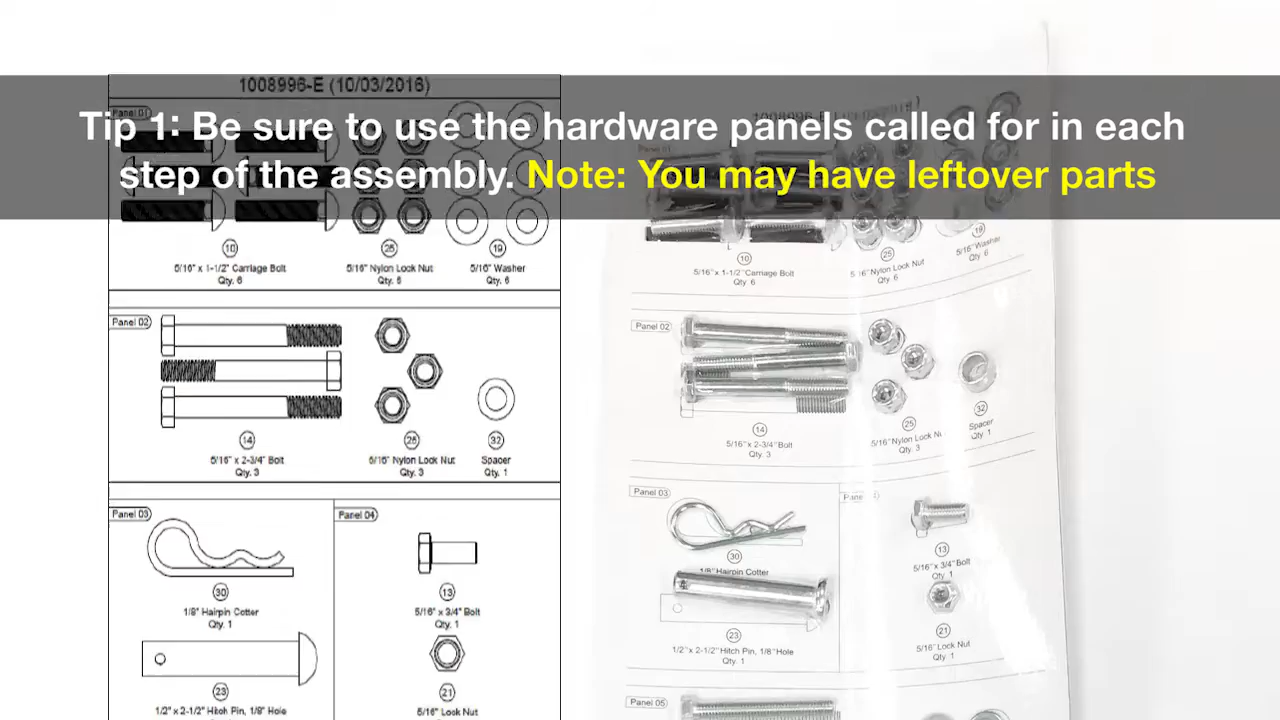 1008996-E (10/03/2016)
Tip 1: Be sure to use the hardware panels called for in each
step of the assembly. Note: You may have leftover parts
Panel 01
10
5/16" x 1-1/2" Carriage Bolt
Qty. 6
25
5/16" Nylon Lock Nut
Qty. 6
19
5/16" Washer
Qty. 6
Panel 02
14
5/16" x 2-3/4" Bolt
Qty. 3
25
5/16" Nylon Lock Nut
Qty. 3
32
Spacer
Qty. 1
Panel 03
30
1/8" Hairpin Cotter
Qty. 1
23
1/2" x 2-1/2" Hitch Pin, 1/8" Hole
Panel 04
13
5/16" x 3/4" Bolt
Qty. 1
21
5/16" Lock Nut
Panel 01
10
5/16" x 1-1/2" Carriage Bolt
Qty. 6
25
5/16" Nylon Lock Nut
Qty. 6
19
5/16" Washer
Qty. 6
Panel 02
14
5/16" x 2-3/4" Bolt
Qty. 3
25
5/16" Nylon Lock Nu
Qty. 3
32
Spacer
Qty. 1
Panel 03
30
1/8" Hairpin Cotter
23
1/2" x 2-1/2" Hitch Pin, 1/8" Hole
Qty. 1
13
5/16" x 3/4" Bolt
Qty. 1
21
5/16" Lock Nut
Qty. 1
Panel 05